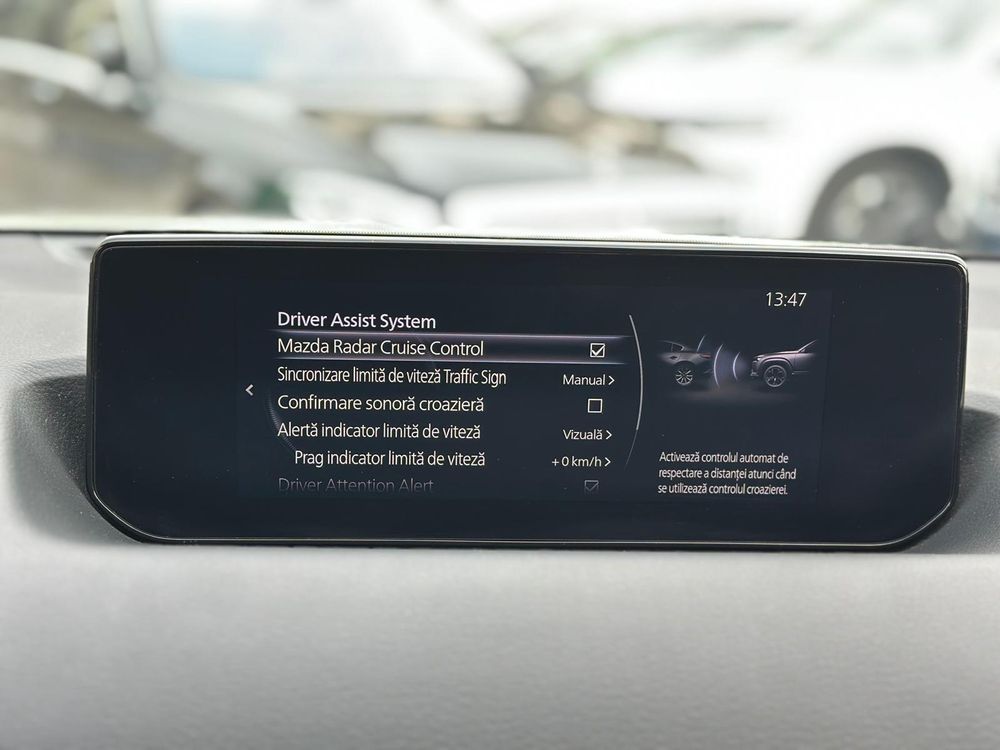 13:47
Driver Assist System
Mazda Radar Cruise Control
Sincronizare limită de viteză Traffic Sign Manual >
Confirmare sonoră croazieră
Alertă indicator limită de viteză Vizuală >
Prag indicator limită de viteză +0 km/h >
Driver Attention Alert
Activează controlul automat de
respectare a distanței atunci când
se utilizează controlul croazierei.